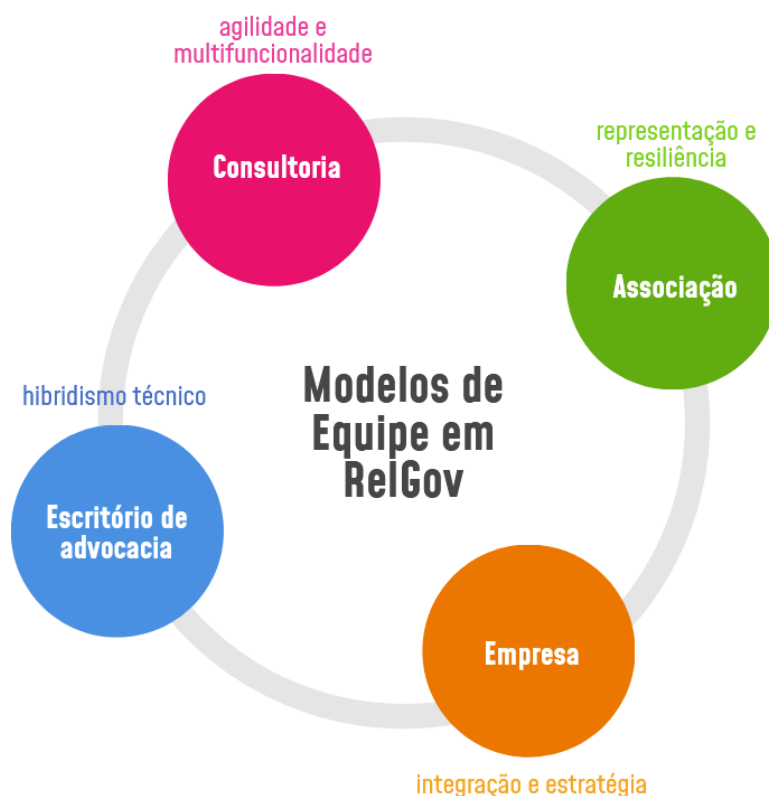 agilidade e
multifuncionalidade
Consultoria
representação e
resiliência
Associação
Modelos de
Equipe em
RelGov
hibridismo técnico
Escritório de
advocacia
Empresa
integração e estratégia